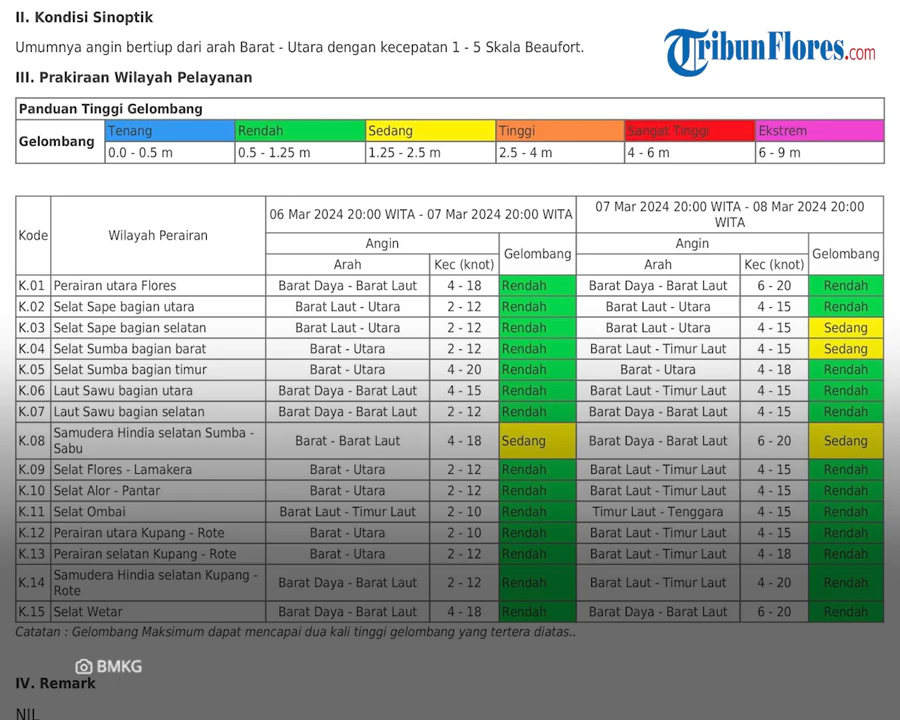 II. Kondisi Sinoptik
TribunFlores.com
Umumnya angin bertiup dari arah Barat - Utara dengan kecepatan 1 - 5 Skala Beaufort.
III. Prakiraan Wilayah Pelayanan
Panduan Tinggi Gelombang
Gelombang Tenang Rendah Sedang Tinggi Sangat Tinggi Ekstrem
0.0 - 0.5 m 0.5 - 1.25 m 1.25 - 2.5 m 2.5 - 4 m 4 - 6 m 6 - 9 m
Kode Wilayah Perairan 06 Mar 2024 20:00 WITA - 07 Mar 2024 20:00 WITA 07 Mar 2024 20:00 WITA - 08 Mar 2024 20:00 WITA
Angin Gelombang Angin Gelombang
Arah Kec (knot) Arah Kec (knot)
K.01 Perairan utara Flores Barat Daya - Barat Laut 4 - 18 Rendah Barat Daya - Barat Laut 6 - 20 Rendah
K.02 Selat Sape bagian utara Barat Laut - Utara 2 - 12 Rendah Barat Laut - Utara 4 - 15 Rendah
K.03 Selat Sape bagian selatan Barat Laut - Utara 2 - 12 Rendah Barat Laut - Utara 4 - 15 Sedang
K.04 Selat Sumba bagian barat Barat - Utara 2 - 12 Rendah Barat Laut - Timur Laut 4 - 15 Sedang
K.05 Selat Sumba bagian timur Barat - Utara 4 - 20 Rendah Barat - Utara 4 - 18 Rendah
K.06 Laut Sawu bagian utara Barat Daya - Barat Laut 4 - 15 Rendah Barat Laut - Timur Laut 4 - 15 Rendah
K.07 Laut Sawu bagian selatan Barat Daya - Barat Laut 2 - 12 Rendah Barat Daya - Barat Laut 4 - 15 Rendah
K.08 Samudera Hindia selatan Sumba - Sabu Barat - Barat Laut 4 - 18 Sedang Barat Daya - Barat Laut 6 - 20 Sedang
K.09 Selat Flores - Lamakera Barat - Utara 2 - 12 Rendah Barat Laut - Timur Laut 4 - 15 Rendah
K.10 Selat Alor - Pantar Barat - Utara 2 - 12 Rendah Barat Laut - Timur Laut 4 - 15 Rendah
K.11 Selat Ombai Barat Laut - Timur Laut 2 - 10 Rendah Timur Laut - Tenggara 4 - 15 Rendah
K.12 Perairan utara Kupang - Rote Barat - Utara 2 - 10 Rendah Barat Laut - Timur Laut 4 - 15 Rendah
K.13 Perairan selatan Kupang - Rote Barat - Utara 2 - 12 Rendah Barat Laut - Timur Laut 4 - 18 Rendah
K.14 Samudera Hindia selatan Kupang - Rote Barat Daya - Barat Laut 2 - 12 Rendah Barat Laut - Timur Laut 4 - 20 Rendah
K.15 Selat Wetar Barat Daya - Barat Laut 4 - 18 Rendah Barat Daya - Barat Laut 6 - 20 Rendah
Catatan : Gelombang Maksimum dapat mencapai dua kali tinggi gelombang yang tertera diatas..
BMKG
IV. Remark
NIL